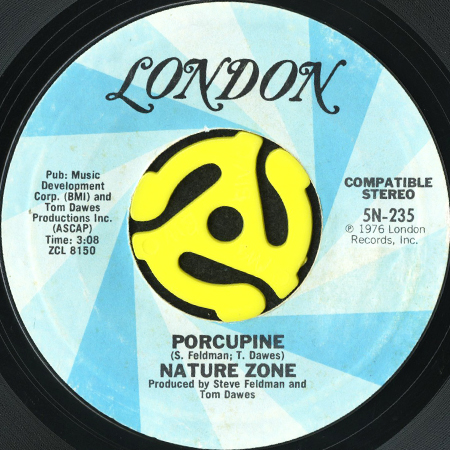 LONDON
Pub: Music
Development
Corp. (BMI) and
Tom Dawes
Productions Inc.
(ASCAP)
Time: 3:08
ZCL 8150
COMPATIBLE
STEREO
5N-235
℗ 1976 London
Records, Inc.
PORCUPINE
(S. Feldman; T. Dawes)
NATURE ZONE
Produced by Steve Feldman and
Tom Dawes